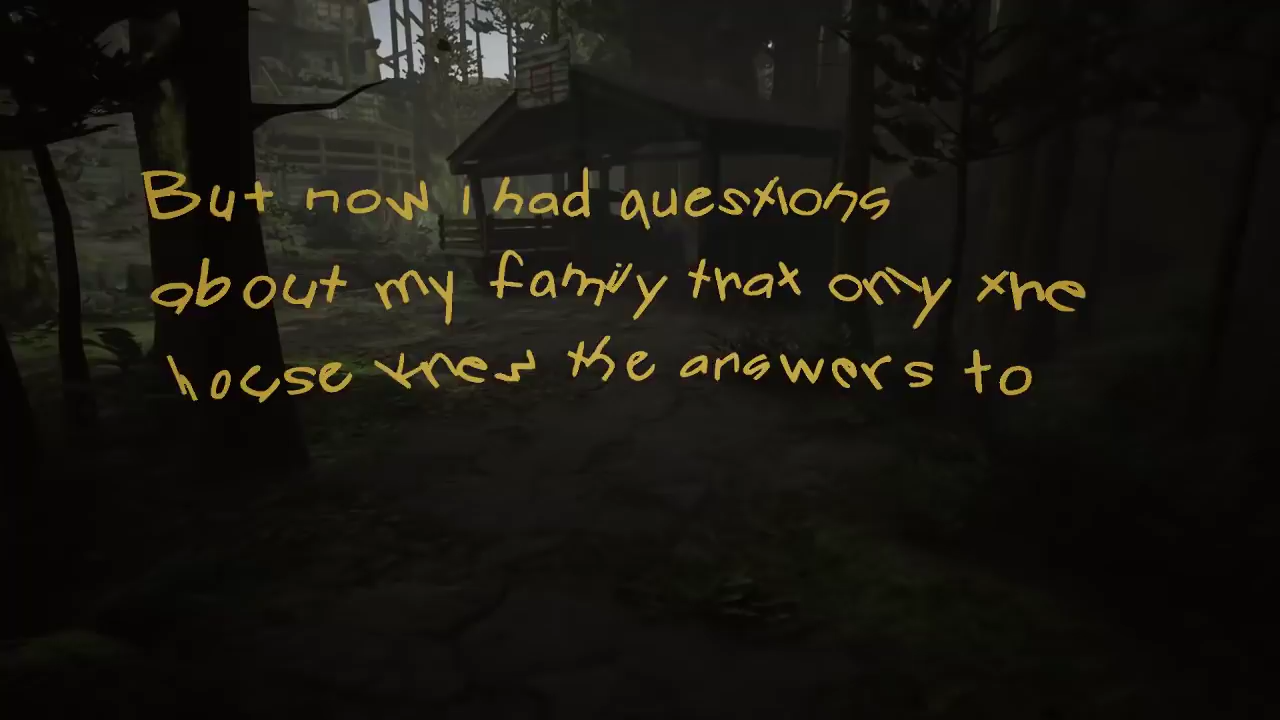 But now I had questions
about my family that only the
house knew the answers to